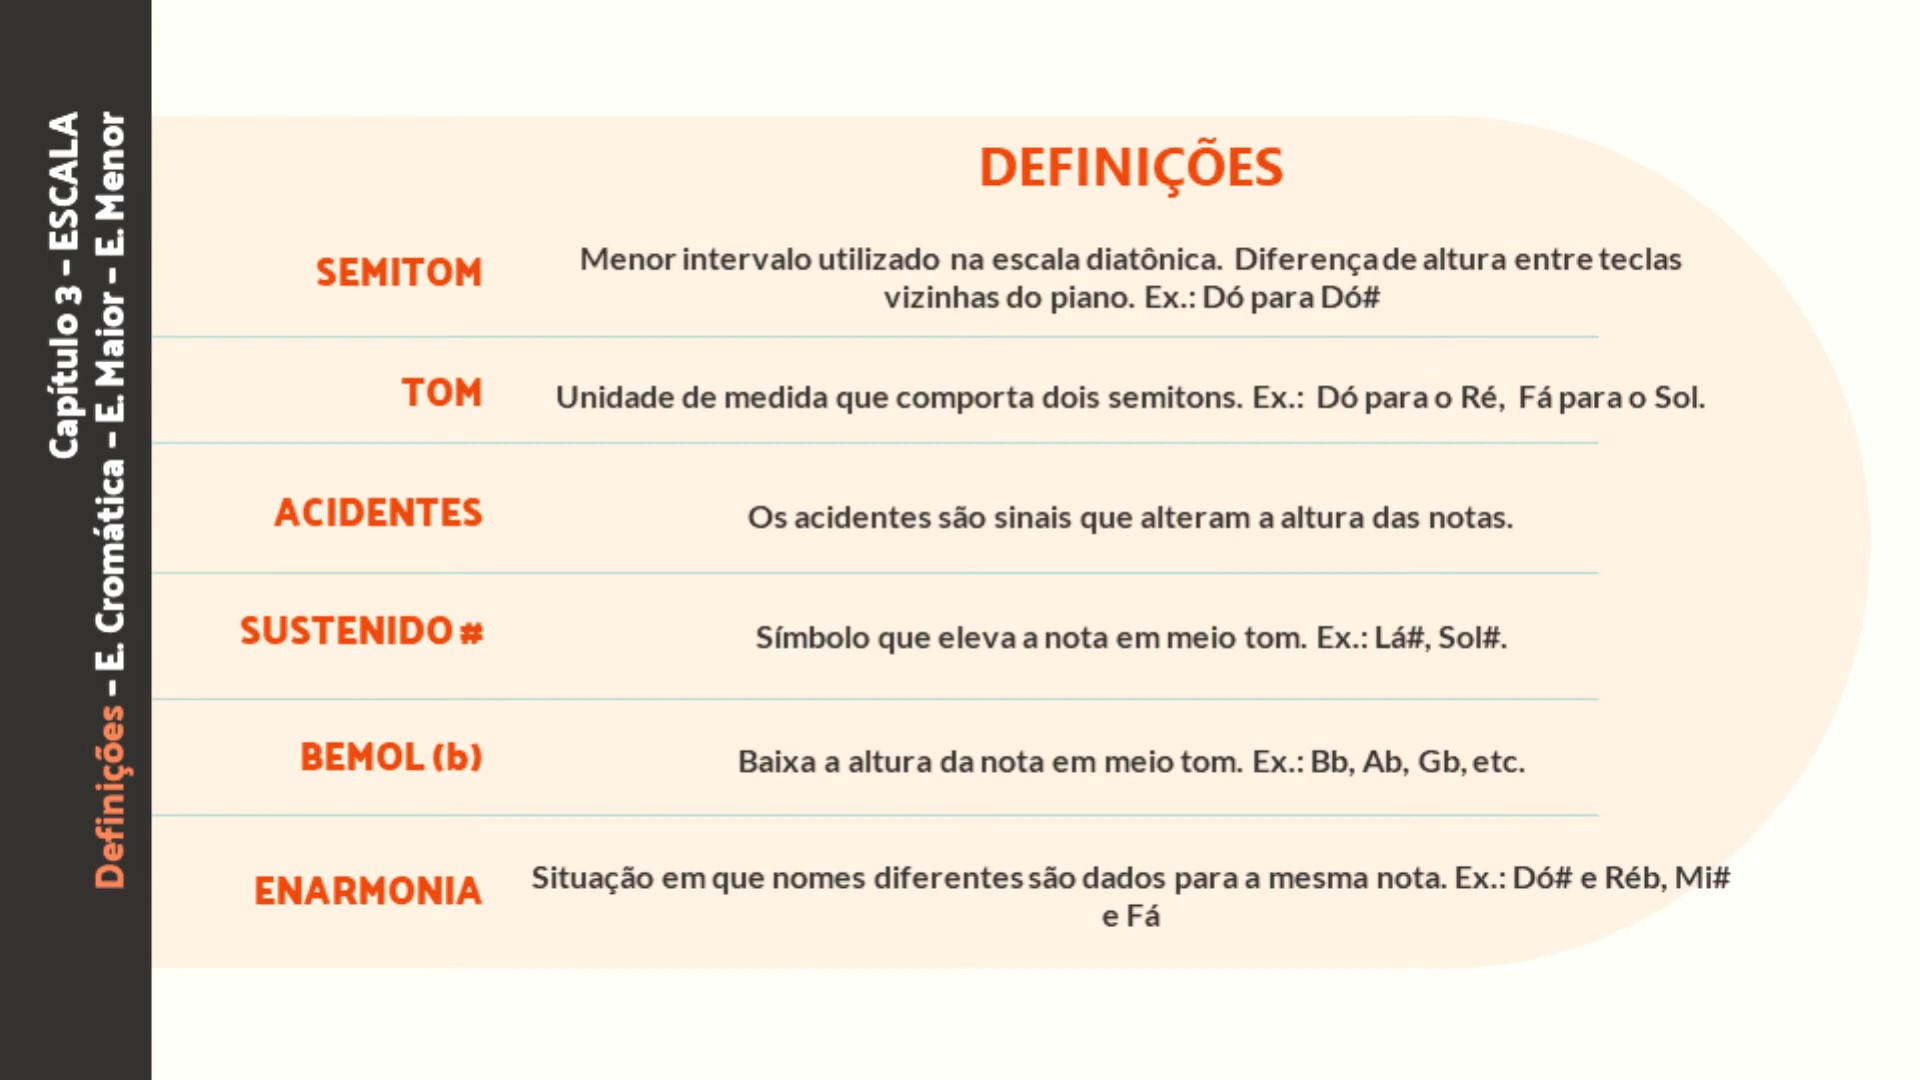 Capítulo 3 – ESCALA
Definições – E. Cromática – E. Maior – E. Menor
DEFINIÇÕES
SEMITOM
Menor intervalo utilizado na escala diatônica. Diferença de altura entre teclas
vizinhas do piano. Ex.: Dó para Dó#
TOM
Unidade de medida que comporta dois semitons. Ex.: Dó para o Ré, Fá para o Sol.
ACIDENTES
Os acidentes são sinais que alteram a altura das notas.
SUSTENIDO #
Símbolo que eleva a nota em meio tom. Ex.: Lá#, Sol#.
BEMOL (b)
Baixa a altura da nota em meio tom. Ex.: Bb, Ab, Gb, etc.
ENARMONIA
Situação em que nomes diferentes são dados para a mesma nota. Ex.: Dó# e Réb, Mi#
e Fá